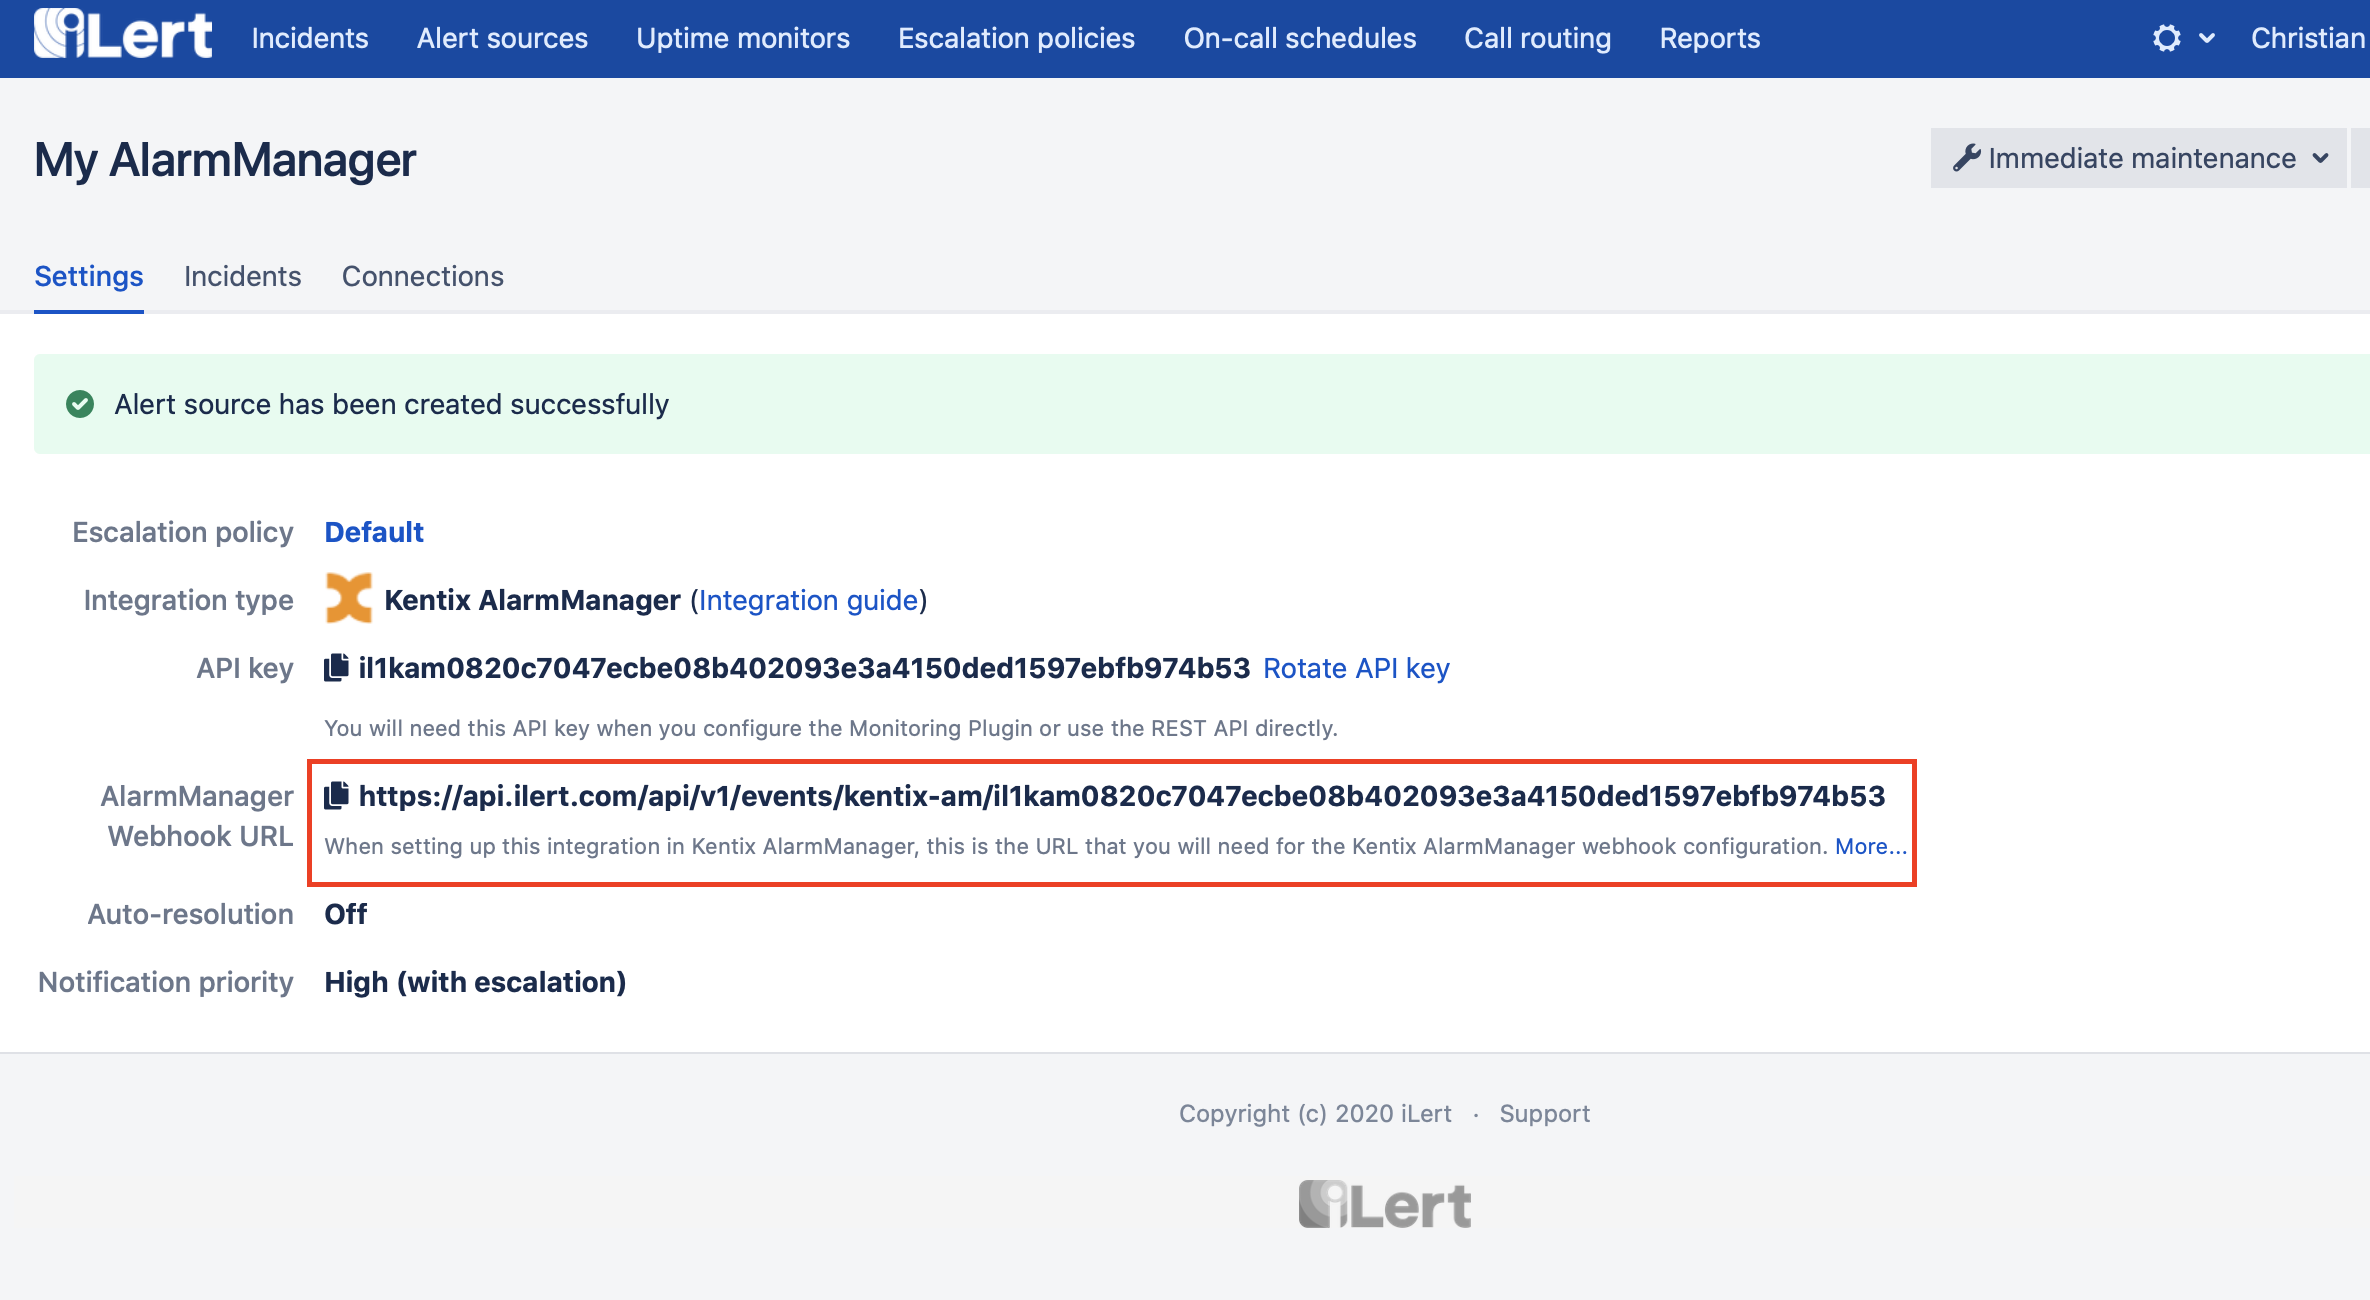 iLert Incidents Alert sources Uptime monitors Escalation policies On-call schedules Call routing Reports Christian
My AlarmManager
Immediate maintenance
Settings Incidents Connections
Alert source has been created successfully
Escalation policy Default
Integration type Kentix AlarmManager (Integration guide)
API key il1kam0820c7047ecbe08b402093e3a4150ded1597ebfb974b53 Rotate API key
You will need this API key when you configure the Monitoring Plugin or use the REST API directly.
AlarmManager Webhook URL https://api.ilert.com/api/v1/events/kentix-am/il1kam0820c7047ecbe08b402093e3a4150ded1597ebfb974b53
When setting up this integration in Kentix AlarmManager, this is the URL that you will need for the Kentix AlarmManager webhook configuration. More...
Auto-resolution Off
Notification priority High (with escalation)
Copyright (c) 2020 iLert · Support
iLert